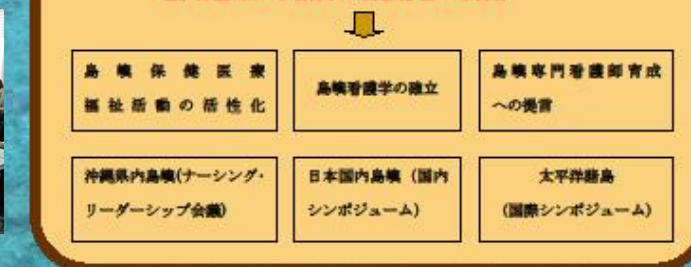 島嶼保健医療
福祉活動の活性化
島嶼看護学の確立
島嶼専門看護師育成
への提言
沖縄県内島嶼(ナーシング・
リーダーシップ会議)
日本国内島嶼（国内
シンポジューム）
太平洋諸島
（国際シンポジューム）